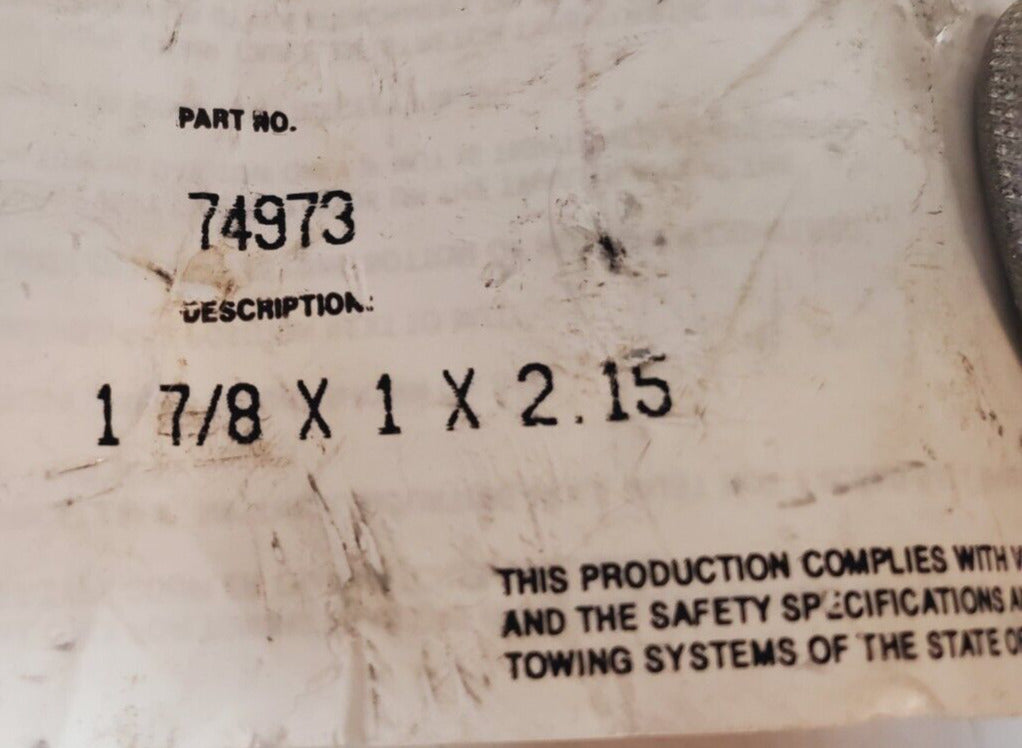 PART NO.
74973
DESCRIPTION:
1 7/8 X 1 X 2.15
THIS PRODUCTION COMPLIES WITH
AND THE SAFETY SPECIFICATIONS
TOWING SYSTEMS OF THE STATE